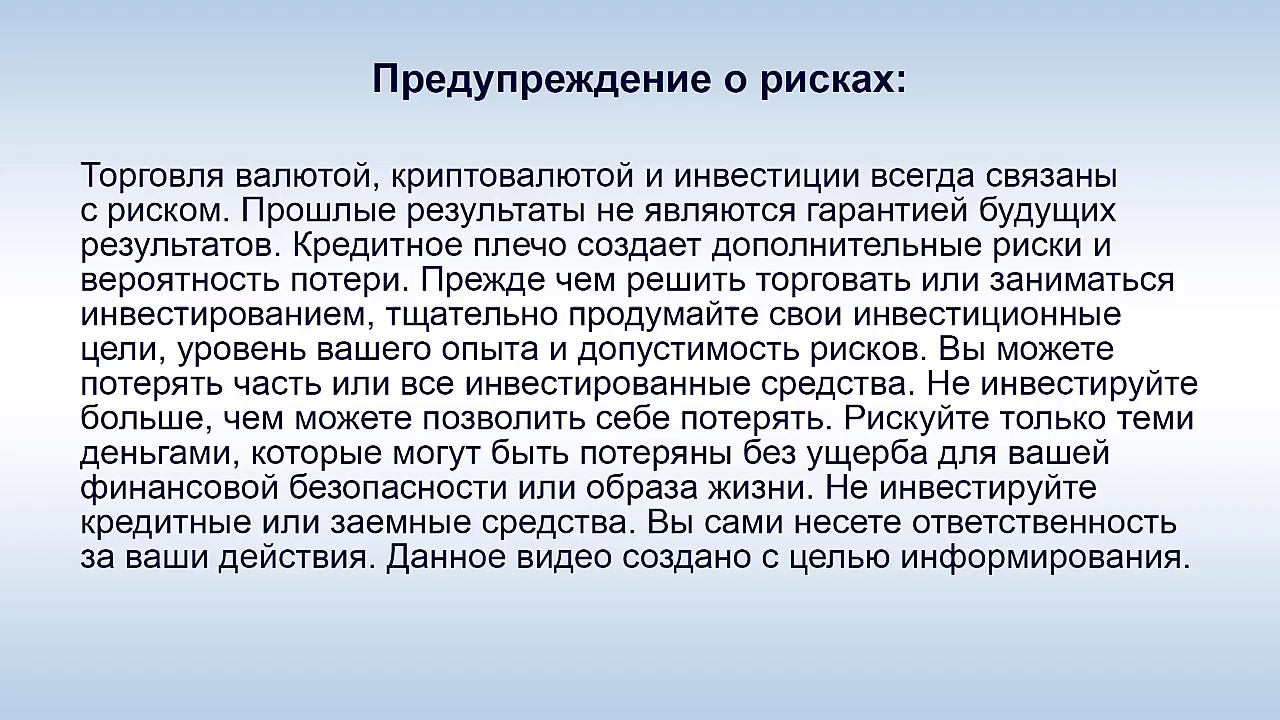 Предупреждение о рисках:
Торговля валютой, криптовалютой и инвестиции всегда связаны
с риском. Прошлые результаты не являются гарантией будущих
результатов. Кредитное плечо создает дополнительные риски и
вероятность потери. Прежде чем решить торговать или заниматься
инвестированием, тщательно продумайте свои инвестиционные
цели, уровень вашего опыта и допустимость рисков. Вы можете
потерять часть или все инвестированные средства. Не инвестируйте
больше, чем можете позволить себе потерять. Рискуйте только теми
деньгами, которые могут быть потеряны без ущерба для вашей
финансовой безопасности или образа жизни. Не инвестируйте
кредитные или заемные средства. Вы сами несете ответственность
за ваши действия. Данное видео создано с целью информирования.